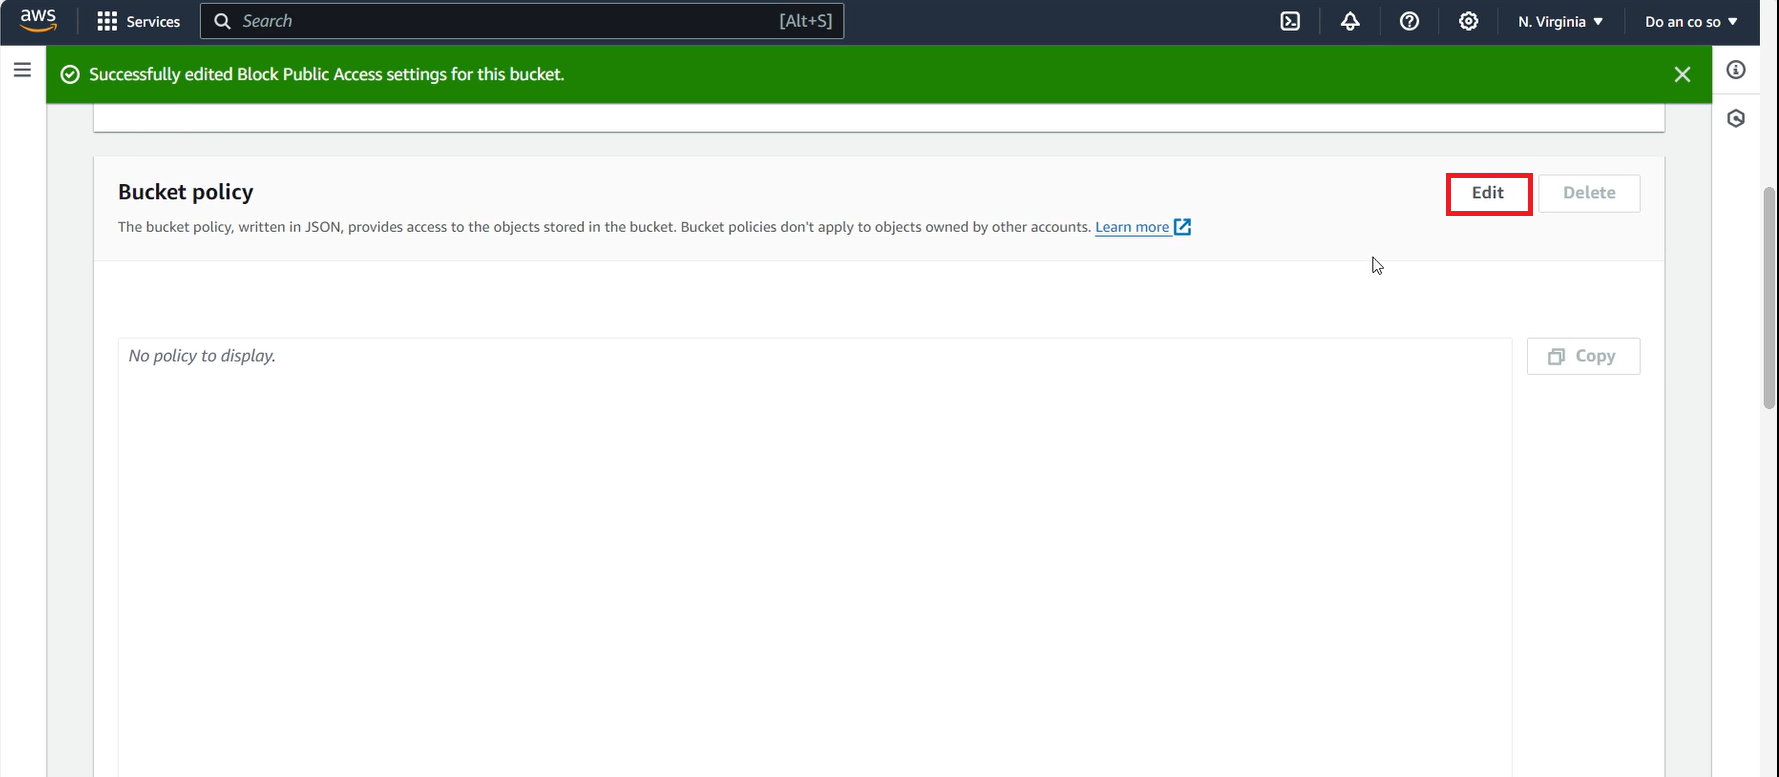 aws Services Search [Alt+S] N. Virginia Do an co so
Successfully edited Block Public Access settings for this bucket.
Bucket policy Edit Delete
The bucket policy, written in JSON, provides access to the objects stored in the bucket. Bucket policies don't apply to objects owned by other accounts. Learn more
No policy to display. Copy